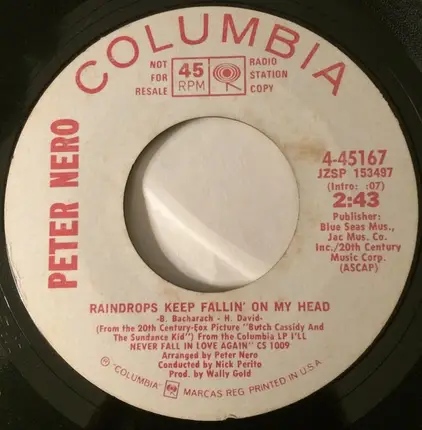 COLUMBIA
NOT
FOR
RESALE
45
RPM
RADIO
STATION
COPY
PETER NERO
4-45167
JZSP 153487
(Intro: :07)
2:43
Publisher:
Blue Seas Mus.,
Jac Mus. Co.
Inc./20th Century
Music Corp.
(ASCAP)
RAINDROPS KEEP FALLIN' ON MY HEAD
-B. Bacharach - H. David-
(From the 20th Century-Fox Picture "Butch Cassidy And
The Sundance Kid") From the Columbia LP I'LL
NEVER FALL IN LOVE AGAIN" CS 1009
Arranged by Peter Nero
Conducted by Nick Perito
Prod. by Wally Gold
℗ "COLUMBIA" MARCAS REG. PRINTED IN U.S.A.